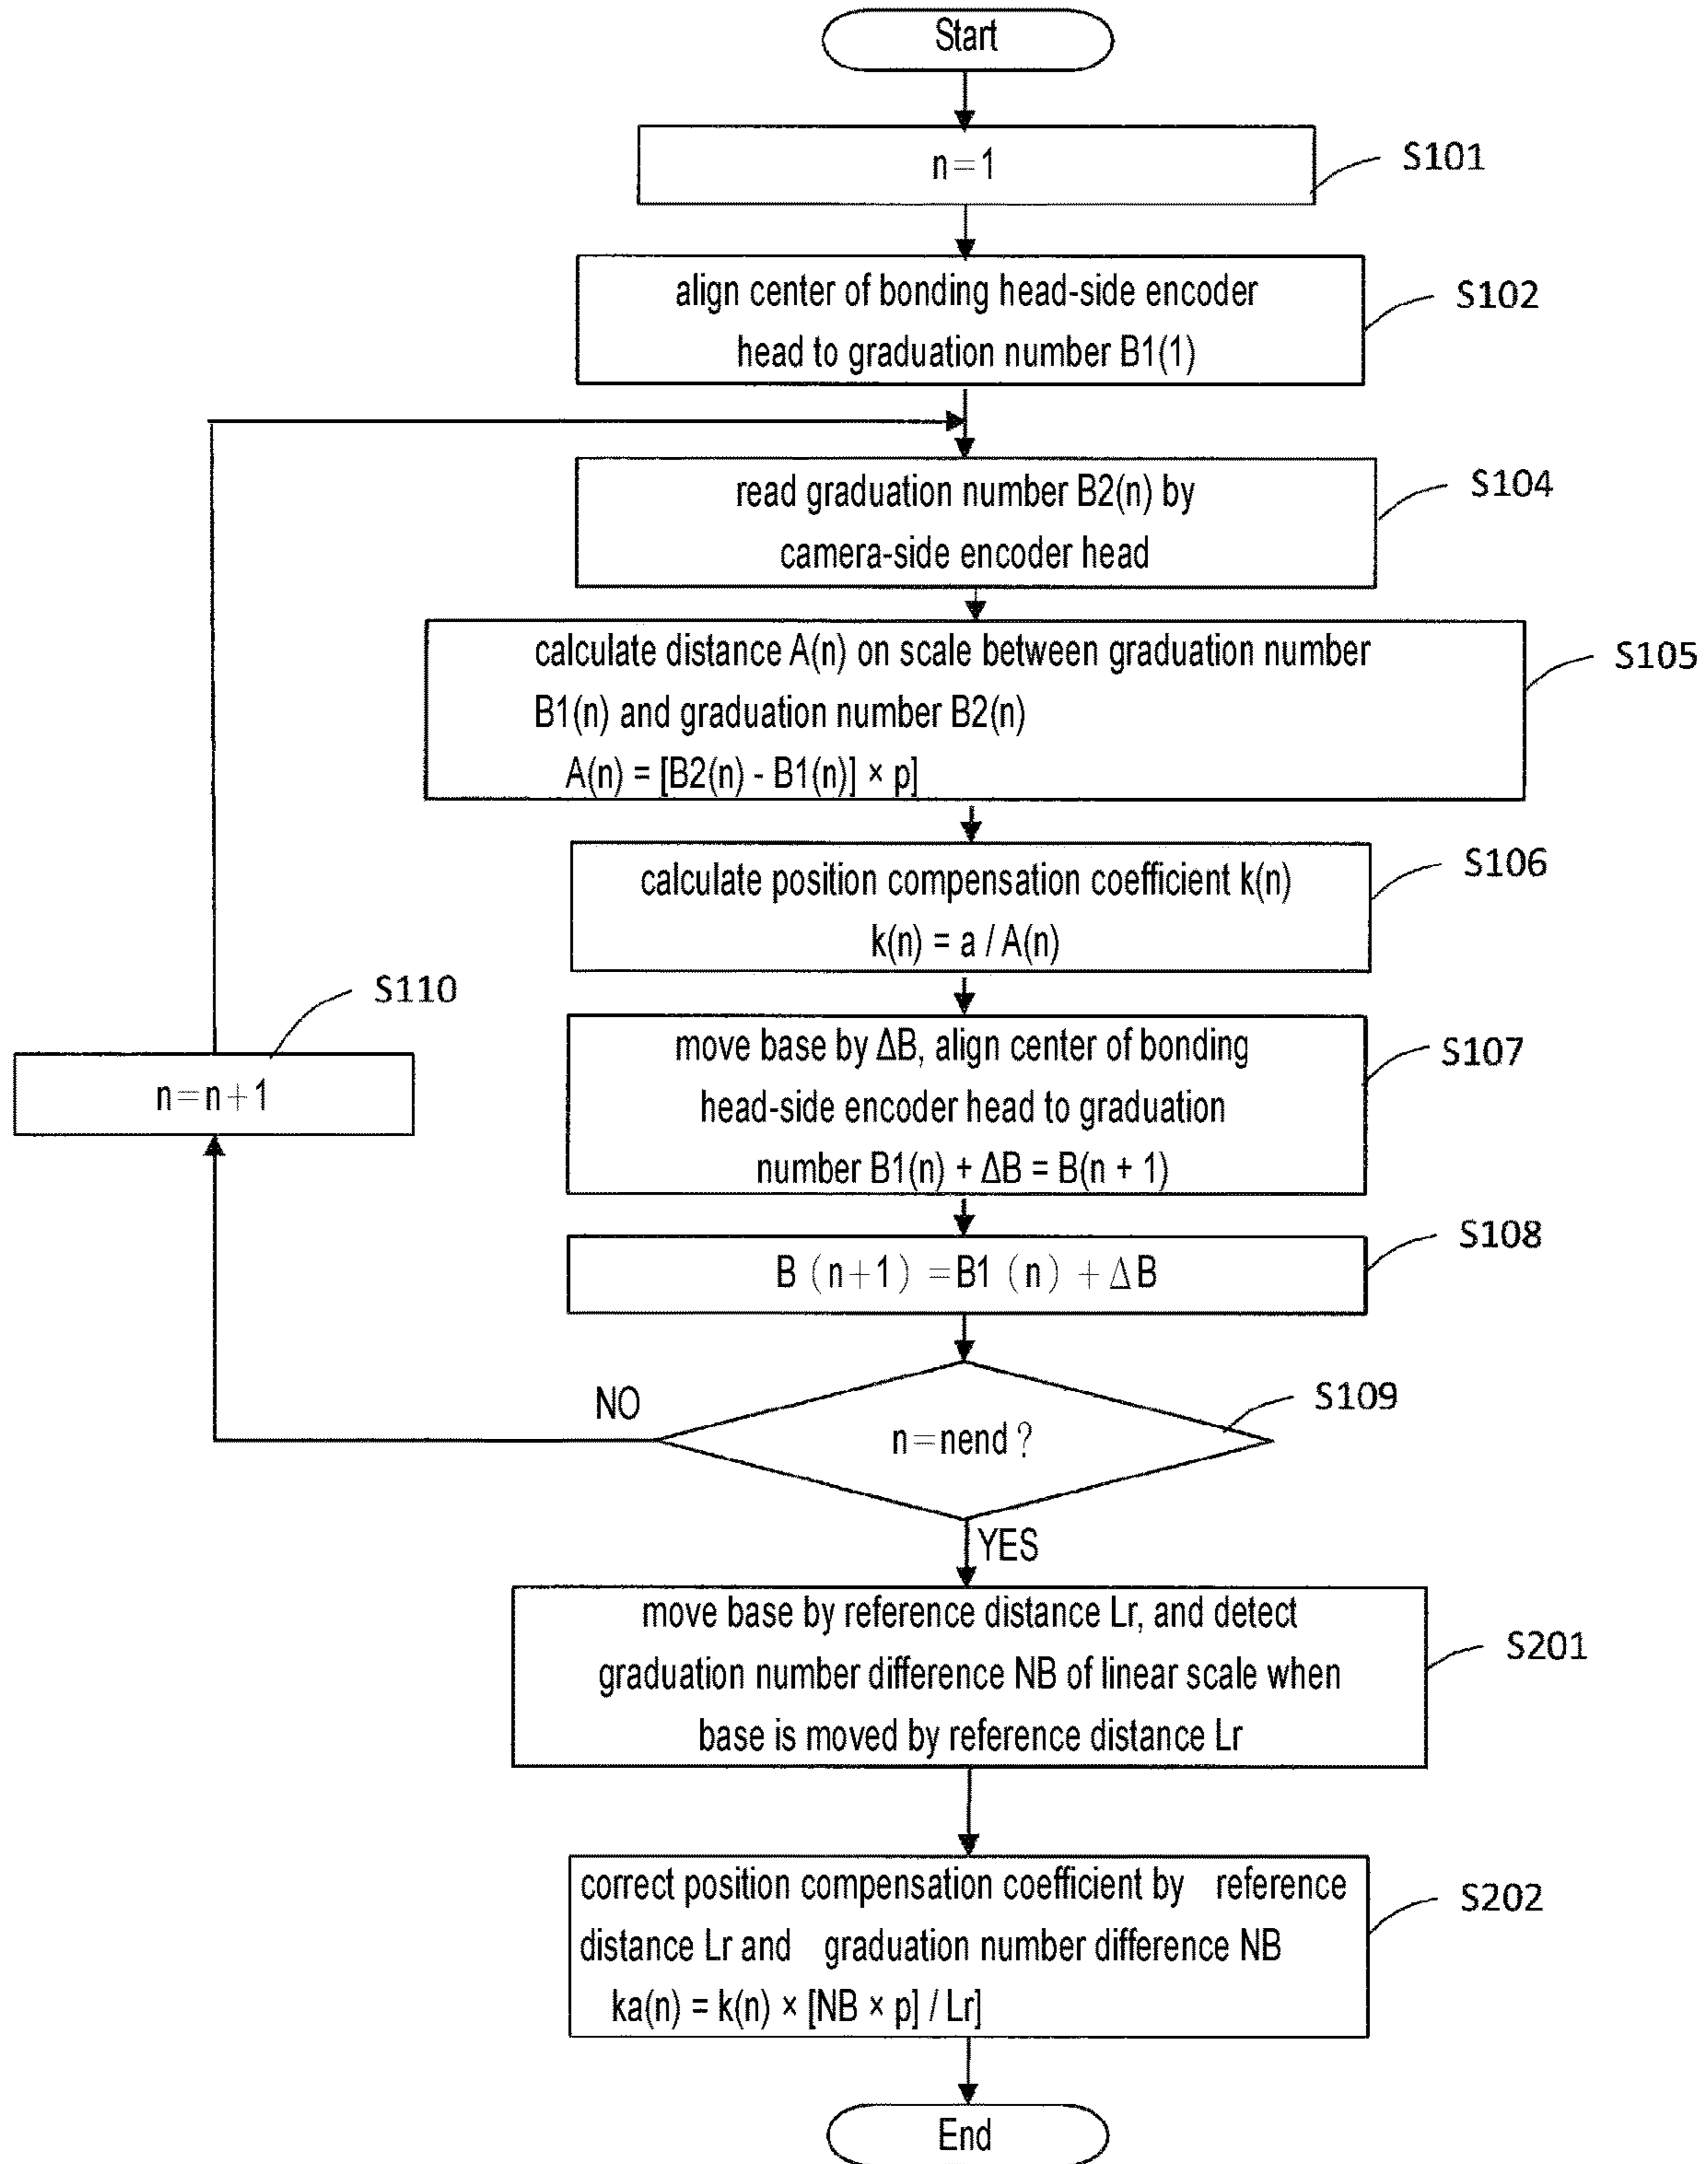 Start
n=1
S101
align center of bonding head-side encoder
head to graduation number B1(1)
S102
read graduation number B2(n) by
camera-side encoder head
S104
calculate distance A(n) on scale between graduation number
B1(n) and graduation number B2(n)
A(n) = [B2(n) - B1(n)] × p]
S105
calculate position compensation coefficient k(n)
k(n) = a / A(n)
S106
S110
n=n+1
move base by ΔB, align center of bonding
head-side encoder head to graduation
number B1(n) + ΔB = B(n + 1)
S107
B (n+1) =B1 (n) +ΔB
S108
NO
n=nend?
S109
YES
move base by reference distance Lr, and detect
graduation number difference NB of linear scale when
base is moved by reference distance Lr
S201
correct position compensation coefficient by reference
distance Lr and graduation number difference NB
ka(n) = k(n) × [NB × p] / Lr]
S202
End